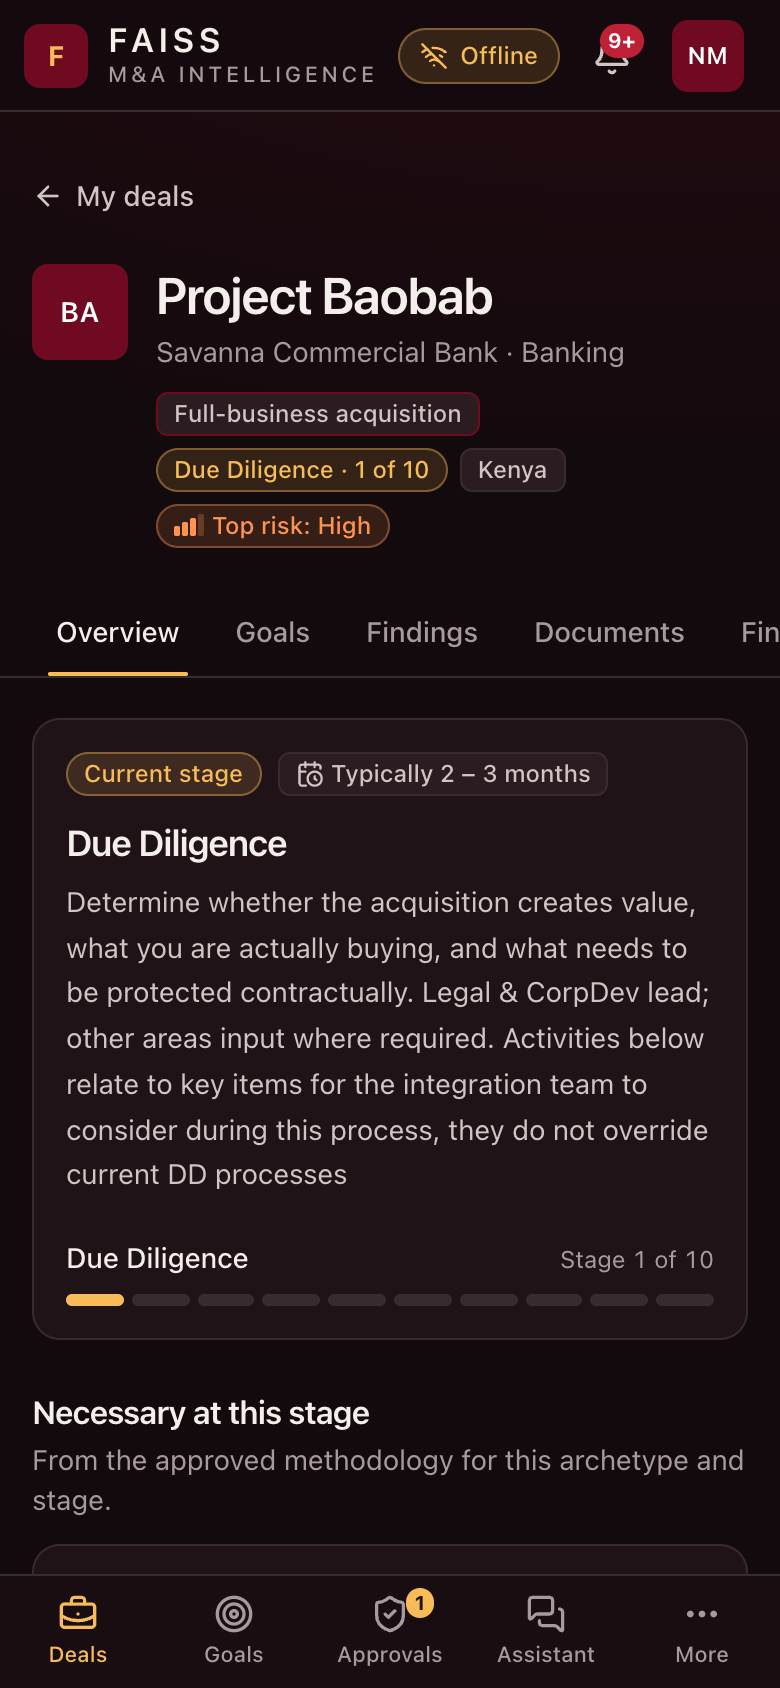 F
FAISS
M&A INTELLIGENCE
Offline
9+
NM
My deals
BA
Project Baobab
Savanna Commercial Bank · Banking
Full-business acquisition
Due Diligence · 1 of 10
Kenya
Top risk: High
Overview
Goals
Findings
Documents
Fin
Current stage
Typically 2 – 3 months
Due Diligence
Determine whether the acquisition creates value,
what you are actually buying, and what needs to
be protected contractually. Legal & CorpDev lead;
other areas input where required. Activities below
relate to key items for the integration team to
consider during this process, they do not override
current DD processes
Due Diligence
Stage 1 of 10
Necessary at this stage
From the approved methodology for this archetype and
stage.
1
Deals
Goals
Approvals
Assistant
More